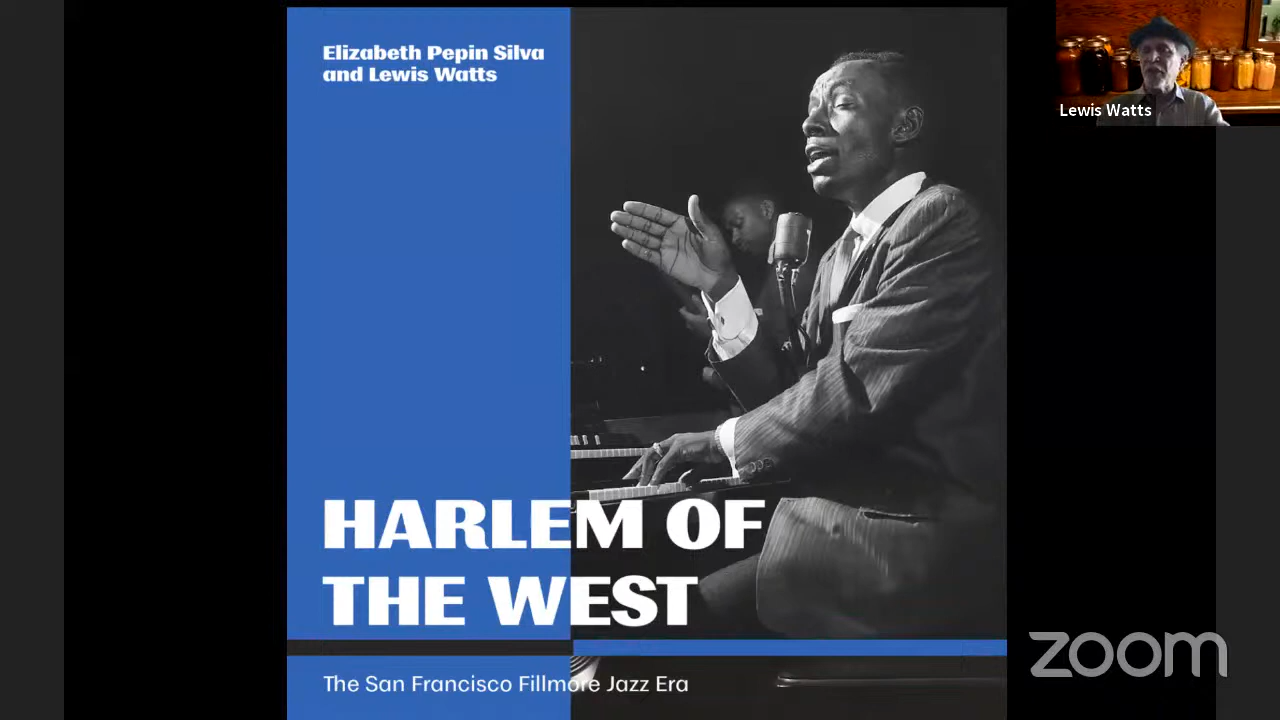 Elizabeth Pepin Silva
and Lewis Watts
HARLEM OF
THE WEST
The San Francisco Fillmore Jazz Era
Lewis Watts
zoom